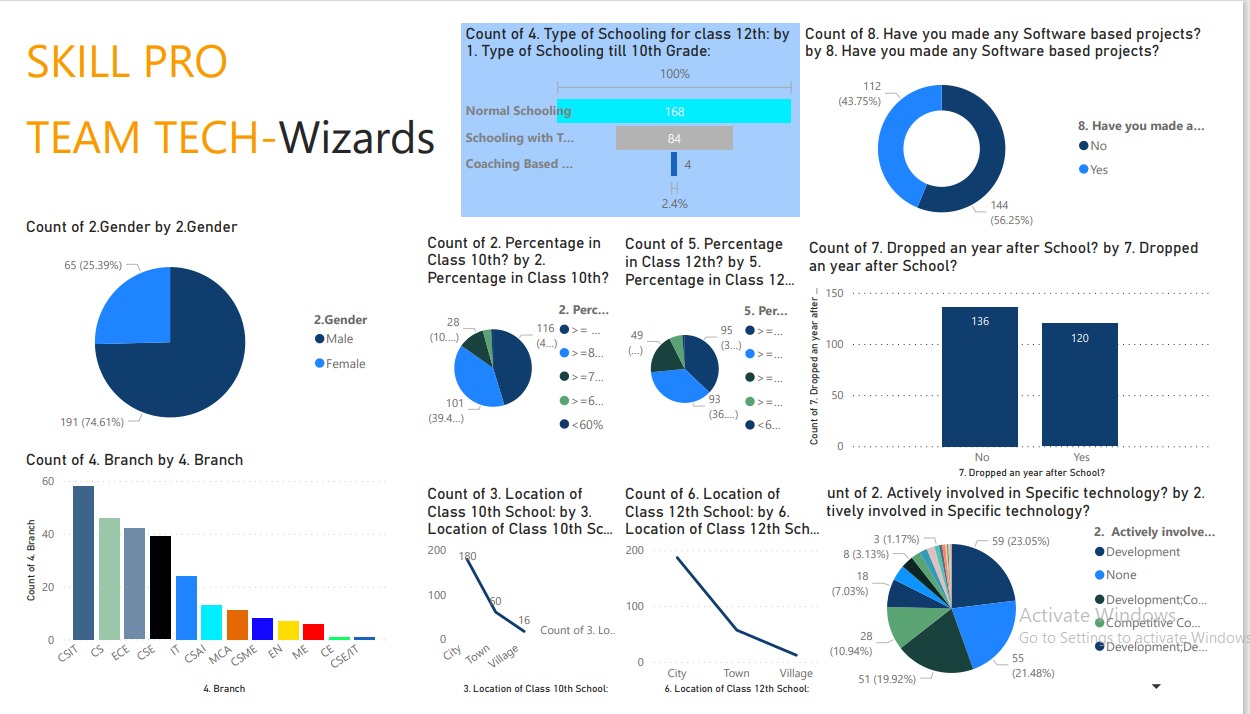 SKILL PRO
TEAM TECH-Wizards
Count of 4. Type of Schooling for class 12th: by
1. Type of Schooling till 10th Grade:
100%
Normal Schooling
168
Schooling with T...
84
Coaching Based ...
4
2.4%
Count of 8. Have you made any Software based projects?
by 8. Have you made any Software based projects?
112
(43.75%)
144
(56.25%)
8. Have you made a...
No
Yes
Count of 2.Gender by 2.Gender
65 (25.39%)
191 (74.61%)
2.Gender
Male
Female
Count of 2. Percentage in
Class 10th? by 2.
Percentage in Class 10th?
28
(10....)
116
(4...)
101
(39.4...)
2. Perc...
>= ...
>=8...
>=7...
>=6...
<60%
Count of 5. Percentage
in Class 12th? by 5.
Percentage in Class 12...
49
(...)
95
(3...)
93
(36....)
5. Per...
>=...
>=...
>=...
>=...
<6...
Count of 7. Dropped an year after School? by 7. Dropped
an year after School?
Count of 7. Dropped an year after ...
150
100
50
0
136
120
No
Yes
7. Dropped an year after School?
Count of 4. Branch by 4. Branch
Count of 4. Branch
60
40
20
0
CSIT
CS
ECE
CSE
IT
CSAI
MCA
CSME
EN
ME
CE
CSE/IT
4. Branch
Count of 3. Location of
Class 10th School: by 3.
Location of Class 10th Sc...
200
100
0
180
60
16
Count of 3. Lo..
City
Town
Village
3. Location of Class 10th School:
Count of 6. Location of
Class 12th School: by 6.
Location of Class 12th Sch...
200
100
0
City
Town
Village
6. Location of Class 12th School:
unt of 2. Actively involved in Specific technology? by 2.
tively involved in Specific technology?
3 (1.17%)
8 (3.13%)
18
(7.03%)
28
(10.94%)
51 (19.92%)
55
(21.48%)
59 (23.05%)
2. Actively involve...
Development
None
Development;Co...
Competitive Co...
Development;De...
Activate Windows
Go to Settings to activate Windows